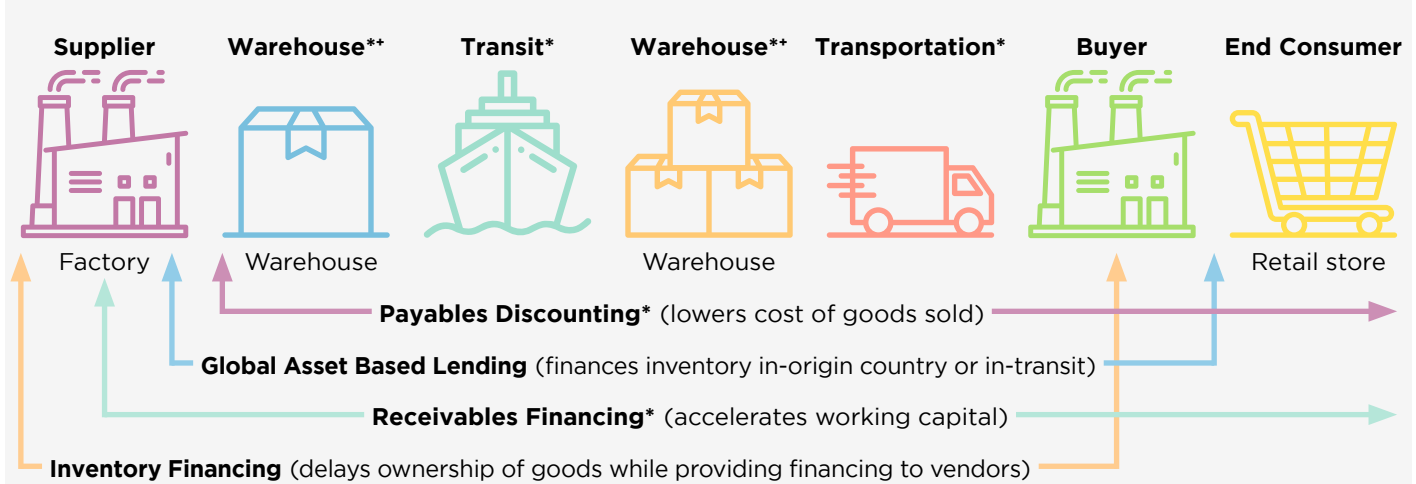 Supplier
Warehouse*+
Transit*
Warehouse*+
Transportation*
Buyer
End Consumer
Factory
Warehouse
Warehouse
Retail store
Payables Discounting* (lowers cost of goods sold)
Global Asset Based Lending (finances inventory in-origin country or in-transit)
Receivables Financing* (accelerates working capital)
Inventory Financing (delays ownership of goods while providing financing to vendors)